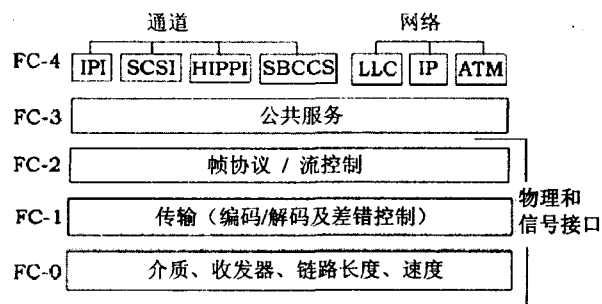 通道 网络
FC-4 IPI SCSI HIPPI SBCCS LLC IP ATM
FC-3 公共服务
FC-2 帧协议 / 流控制
FC-1 传输（编码/解码及差错控制）
FC-0 介质、收发器、链路长度、速度
物理和
信号接口